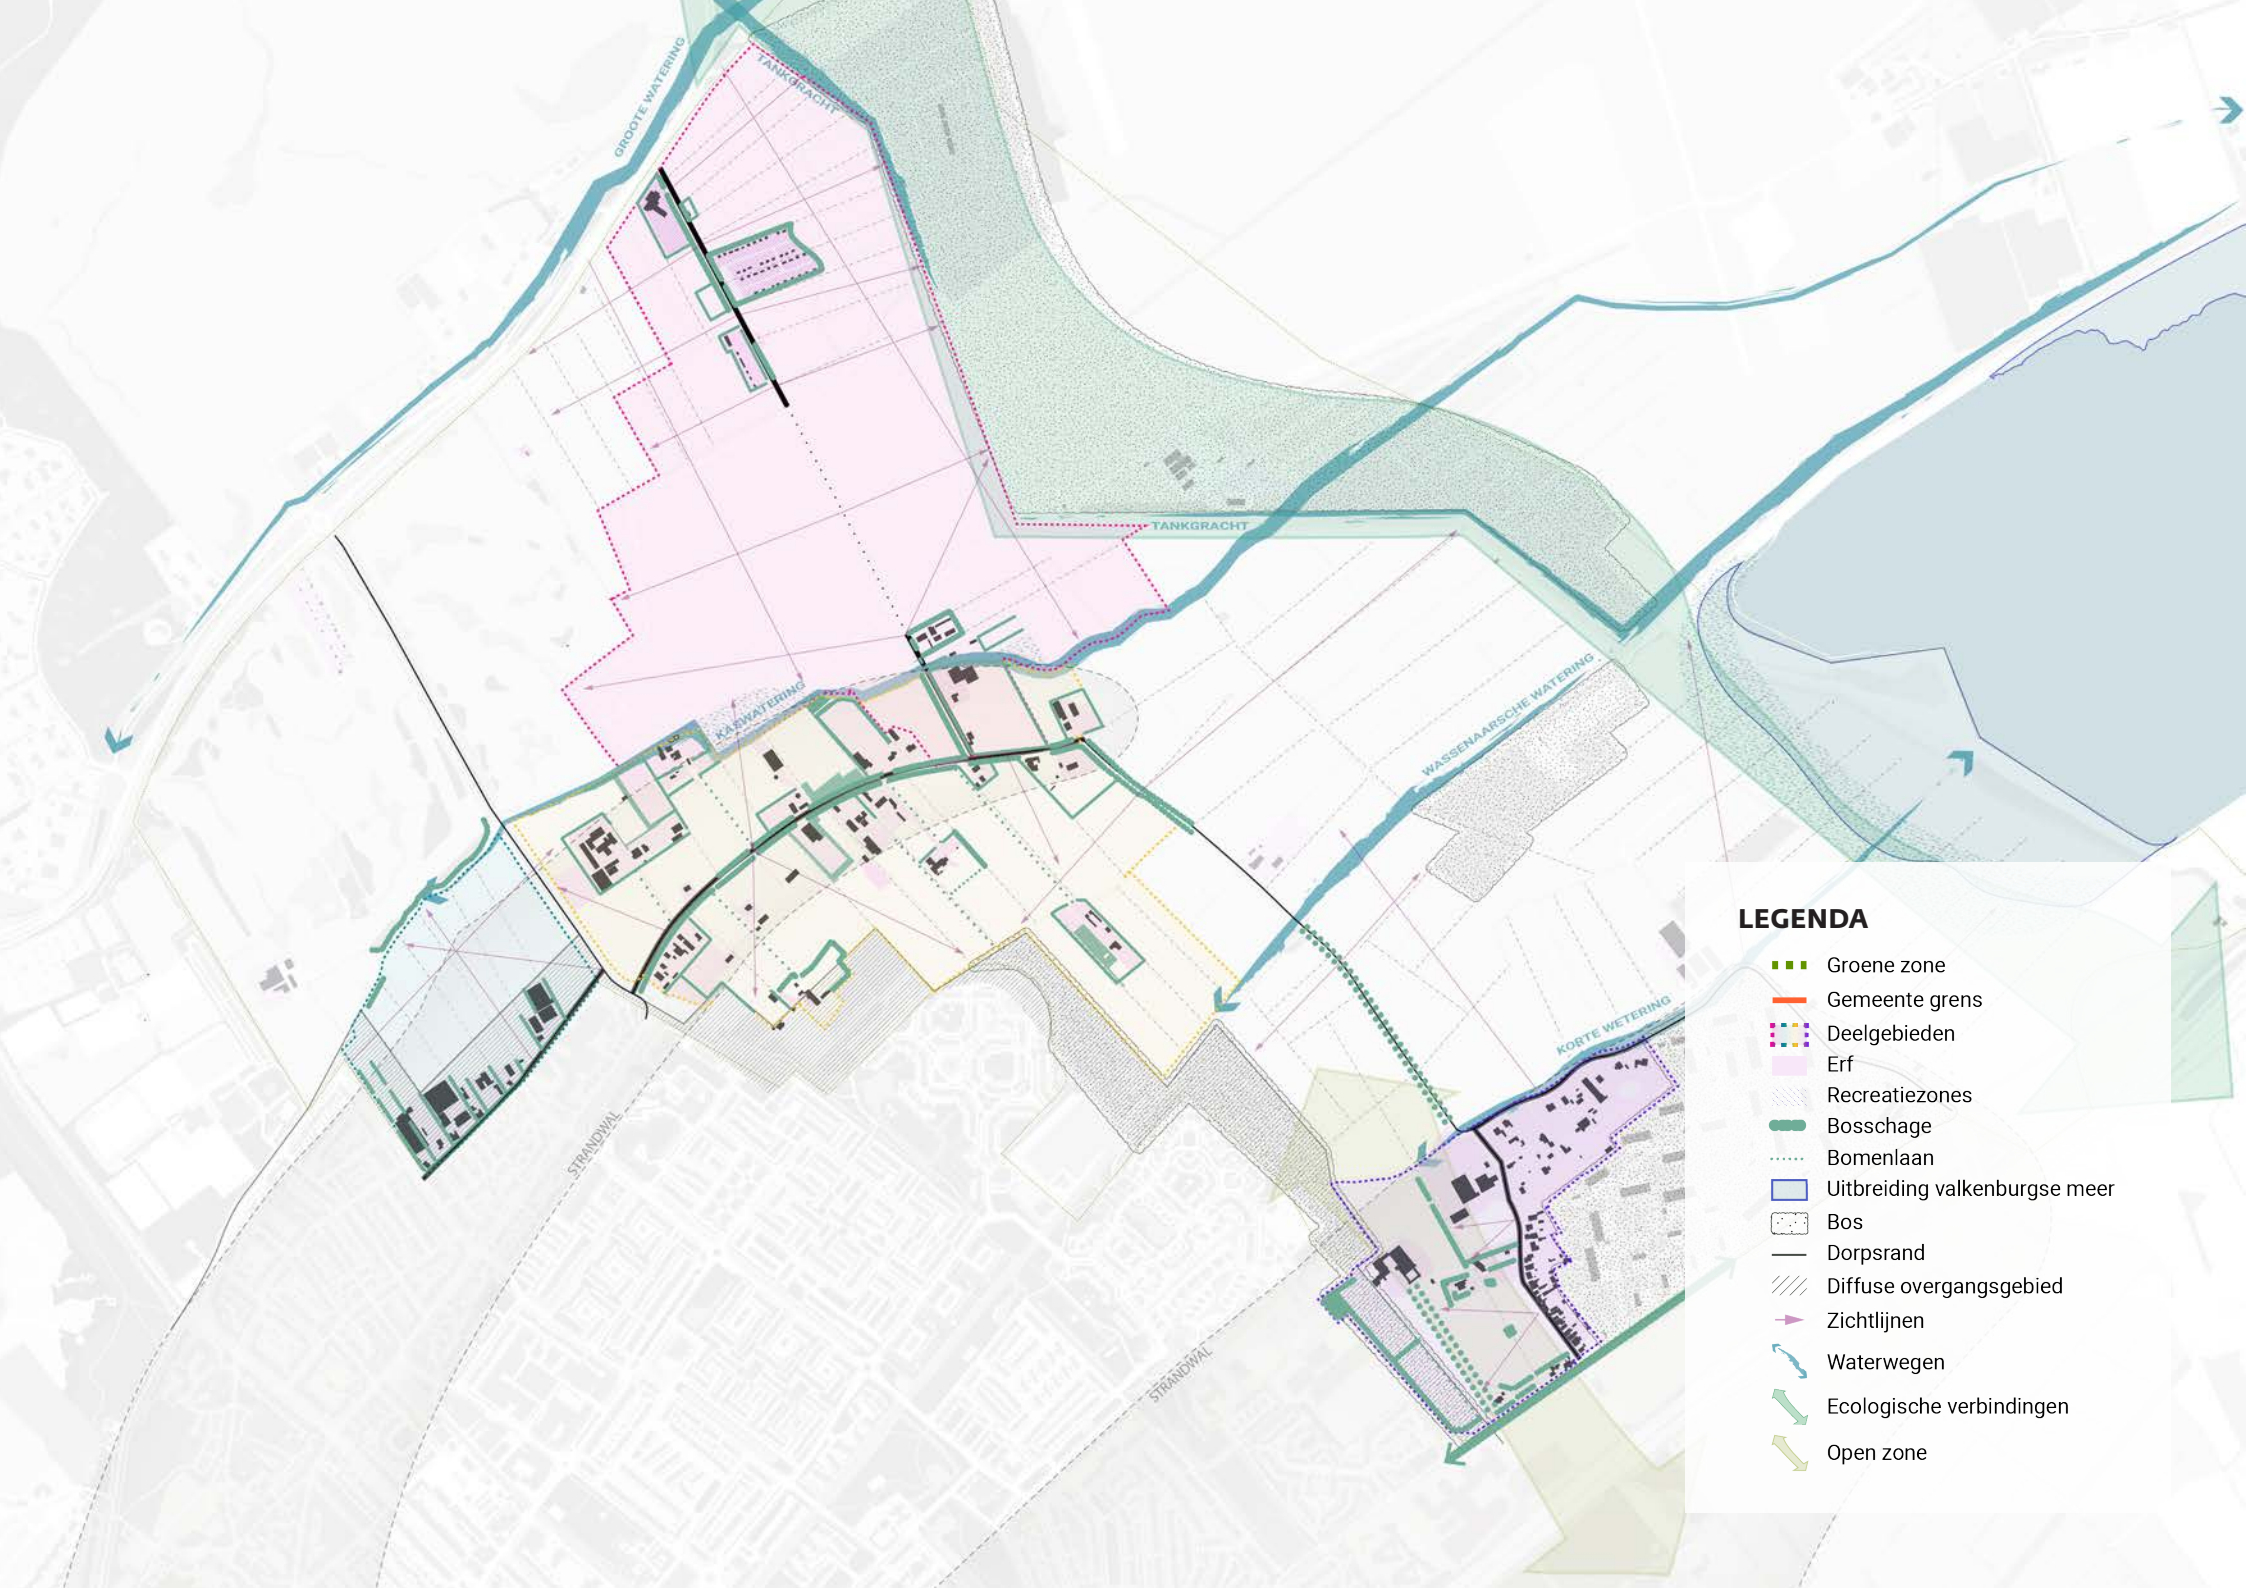 GROOTE WATERING
TANKGRACHT
TANKGRACHT
KASWATERING
WASSENAARSCHE WATERING
KORTE WETERING
STRANDWAL
STRANDWAL
LEGENDA
Groene zone
Gemeente grens
Deelgebieden
Erf
Recreatiezones
Bosschage
Bomenlaan
Uitbreiding valkenburgse meer
Bos
Dorpsrand
Diffuse overgangsgebied
Zichtlijnen
Waterwegen
Ecologische verbindingen
Open zone